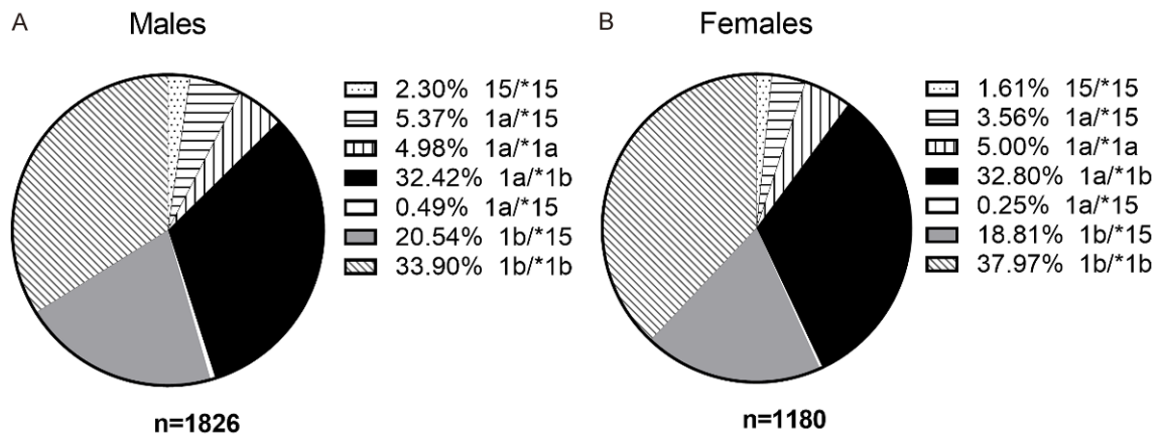 A Males
2.30% 15/*15
5.37% 1a/*15
4.98% 1a/*1a
32.42% 1a/*1b
0.49% 1a/*15
20.54% 1b/*15
33.90% 1b/*1b
n=1826
B Females
1.61% 15/*15
3.56% 1a/*15
5.00% 1a/*1a
32.80% 1a/*1b
0.25% 1a/*15
18.81% 1b/*15
37.97% 1b/*1b
n=1180